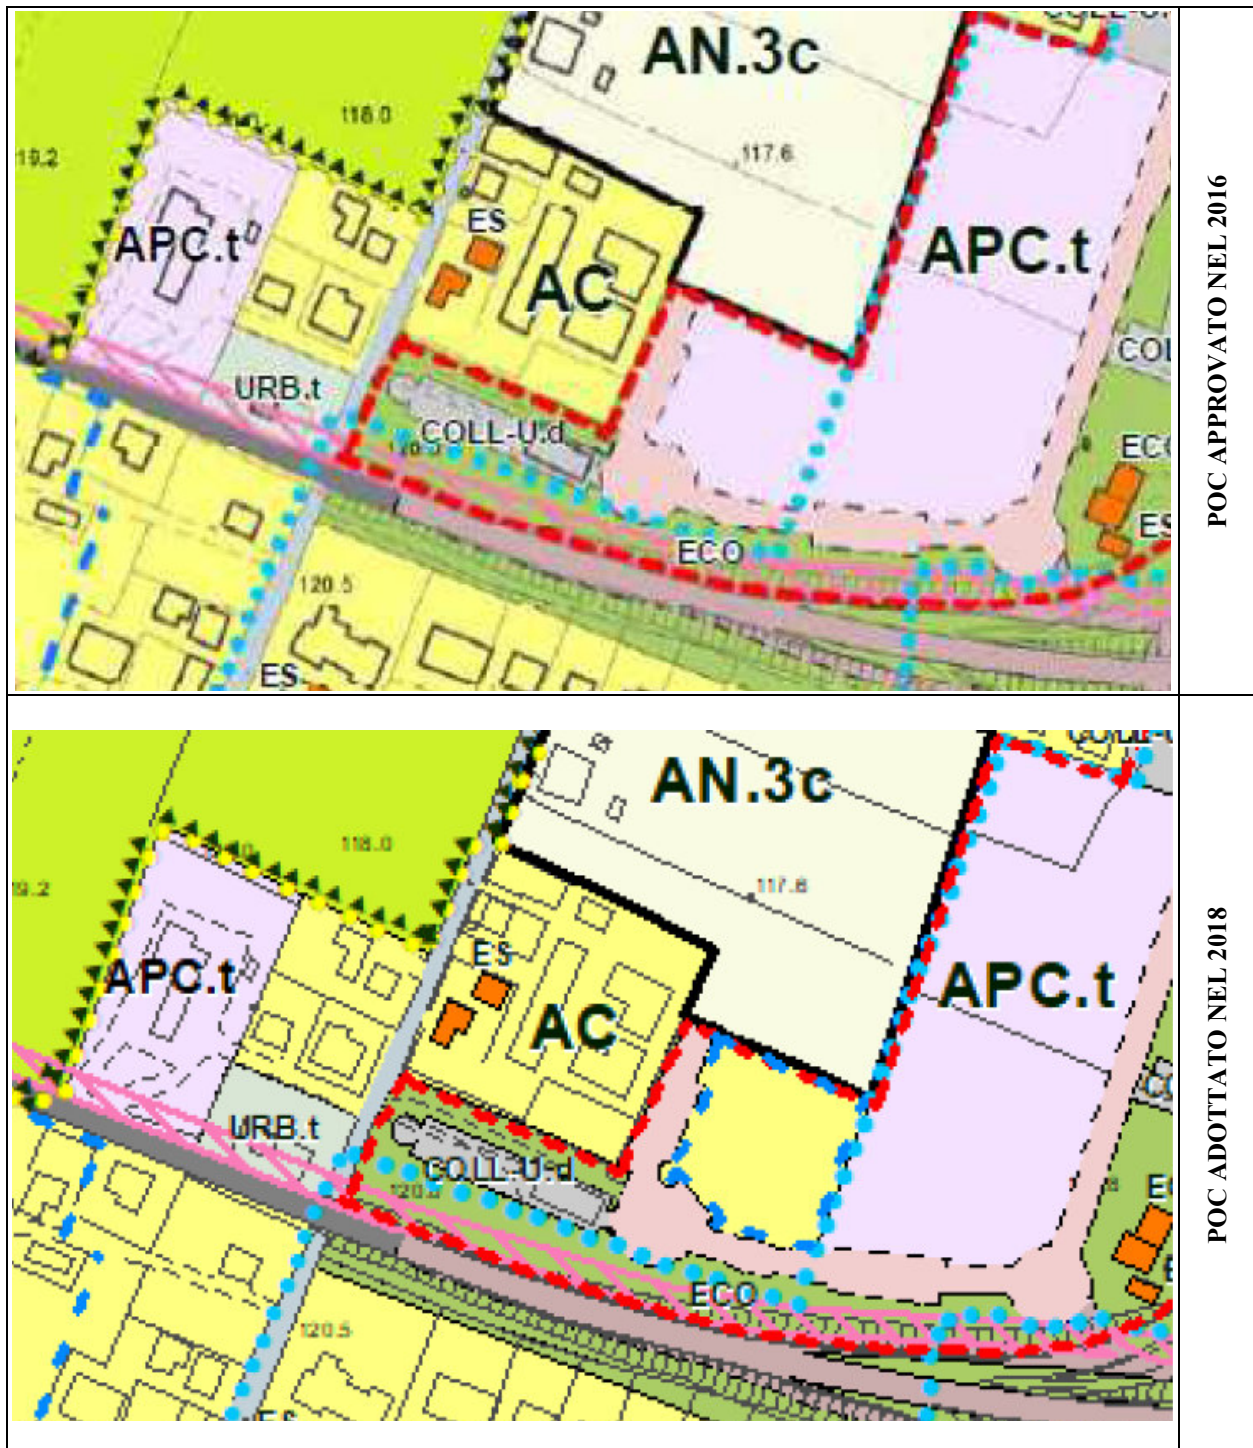 AN.3c
118.0
19.2
117.6
ES
APC.t
APC.t
AC
COL
URB.t
COLL-U.d
ECO
ES
120.5
ES
POC APPROVATO NEL 2016
AN.3c
118.0
19.2
117.6
ES
APC.t
APC.t
AC
URB.t
COLL-U.d
ECO
120.5
ES
POC ADOTTATO NEL 2018